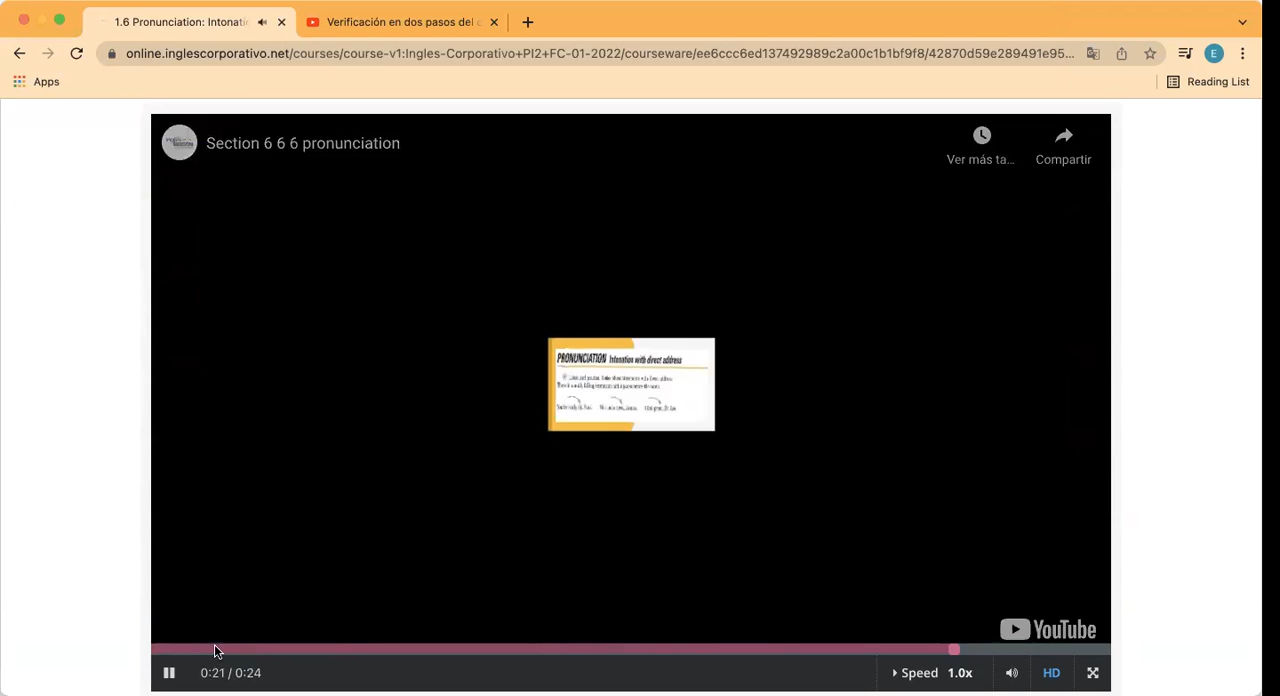 1.6 Pronunciation: Intonati
Verificación en dos pasos del c
online.inglescorporativo.net/courses/course-v1:Ingles-Corporativo+PI2+FC-01-2022/courseware/ee6ccc6ed137492989c2a00c1b1bf9f8/42870d59e289491e95...
E
Apps
Reading List
Section 6 6 6 pronunciation
Ver más ta...
Compartir
PRONUNCIATION Intonation with direct address
YouTube
0:21 / 0:24
Speed 1.0x
HD